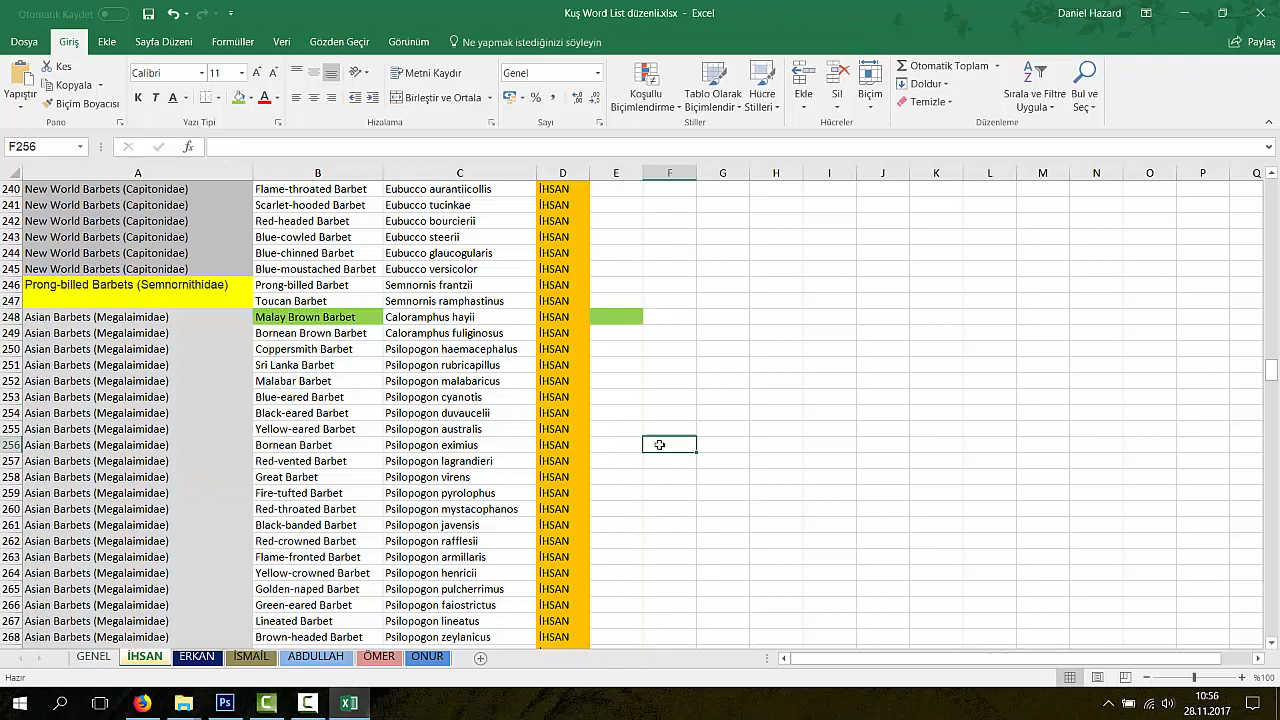 Otomatik Kaydet
Kuş Word List düzenli.xlsx - Excel
Daniel Hazard
Dosya Giriş Ekle Sayfa Düzeni Formüller Veri Gözden Geçir Görünüm Ne yapmak istediğinizi söyleyin Paylaş
Yapıştır
Kes
Kopyala
Biçim Boyacısı
Pano
Calibri 11
K T A
Yazı Tipi
Metni Kaydır
Birleştir ve Ortala
Hizalama
Genel
%
Sayı
Koşullu Biçimlendirme
Tablo Olarak Biçimlendir
Hücre Stilleri
Stiller
Ekle Sil Biçim
Hücreler
Otomatik Toplam
Doldur
Temizle
Sırala ve Filtre Uygula
Bul ve Seç
Düzenleme
F256 fx
A B C D E F G H I J K L M N O P Q
240 New World Barbets (Capitonidae) Flame-throated Barbet Eubucco aurantiicollis İHSAN
241 New World Barbets (Capitonidae) Scarlet-hooded Barbet Eubucco tucinkae İHSAN
242 New World Barbets (Capitonidae) Red-headed Barbet Eubucco bourcierii İHSAN
243 New World Barbets (Capitonidae) Blue-cowled Barbet Eubucco steerii İHSAN
244 New World Barbets (Capitonidae) Blue-chinned Barbet Eubucco glaucogularis İHSAN
245 New World Barbets (Capitonidae) Blue-moustached Barbet Eubucco versicolor İHSAN
246 Prong-billed Barbets (Semnornithidae) Prong-billed Barbet Semnornis frantzii İHSAN
247 Toucan Barbet Semnornis ramphastinus İHSAN
248 Asian Barbets (Megalaimidae) Malay Brown Barbet Caloramphus hayii İHSAN
249 Asian Barbets (Megalaimidae) Bornean Brown Barbet Caloramphus fuliginosus İHSAN
250 Asian Barbets (Megalaimidae) Coppersmith Barbet Psilopogon haemacephalus İHSAN
251 Asian Barbets (Megalaimidae) Sri Lanka Barbet Psilopogon rubricapillus İHSAN
252 Asian Barbets (Megalaimidae) Malabar Barbet Psilopogon malabaricus İHSAN
253 Asian Barbets (Megalaimidae) Blue-eared Barbet Psilopogon cyanotis İHSAN
254 Asian Barbets (Megalaimidae) Black-eared Barbet Psilopogon duvaucelii İHSAN
255 Asian Barbets (Megalaimidae) Yellow-eared Barbet Psilopogon australis İHSAN
256 Asian Barbets (Megalaimidae) Bornean Barbet Psilopogon eximius İHSAN
257 Asian Barbets (Megalaimidae) Red-vented Barbet Psilopogon lagrandieri İHSAN
258 Asian Barbets (Megalaimidae) Great Barbet Psilopogon virens İHSAN
259 Asian Barbets (Megalaimidae) Fire-tufted Barbet Psilopogon pyrolophus İHSAN
260 Asian Barbets (Megalaimidae) Red-throated Barbet Psilopogon mystacophanos İHSAN
261 Asian Barbets (Megalaimidae) Black-banded Barbet Psilopogon javensis İHSAN
262 Asian Barbets (Megalaimidae) Red-crowned Barbet Psilopogon rafflesii İHSAN
263 Asian Barbets (Megalaimidae) Flame-fronted Barbet Psilopogon armillaris İHSAN
264 Asian Barbets (Megalaimidae) Yellow-crowned Barbet Psilopogon henricii İHSAN
265 Asian Barbets (Megalaimidae) Golden-naped Barbet Psilopogon pulcherrimus İHSAN
266 Asian Barbets (Megalaimidae) Green-eared Barbet Psilopogon faiostrictus İHSAN
267 Asian Barbets (Megalaimidae) Lineated Barbet Psilopogon lineatus İHSAN
268 Asian Barbets (Megalaimidae) Brown-headed Barbet Psilopogon zeylanicus İHSAN
GENEL İHSAN ERKAN İSMAİL ABDULLAH ÖMER ONUR
Hazır
%100
10:56
28.11.2017